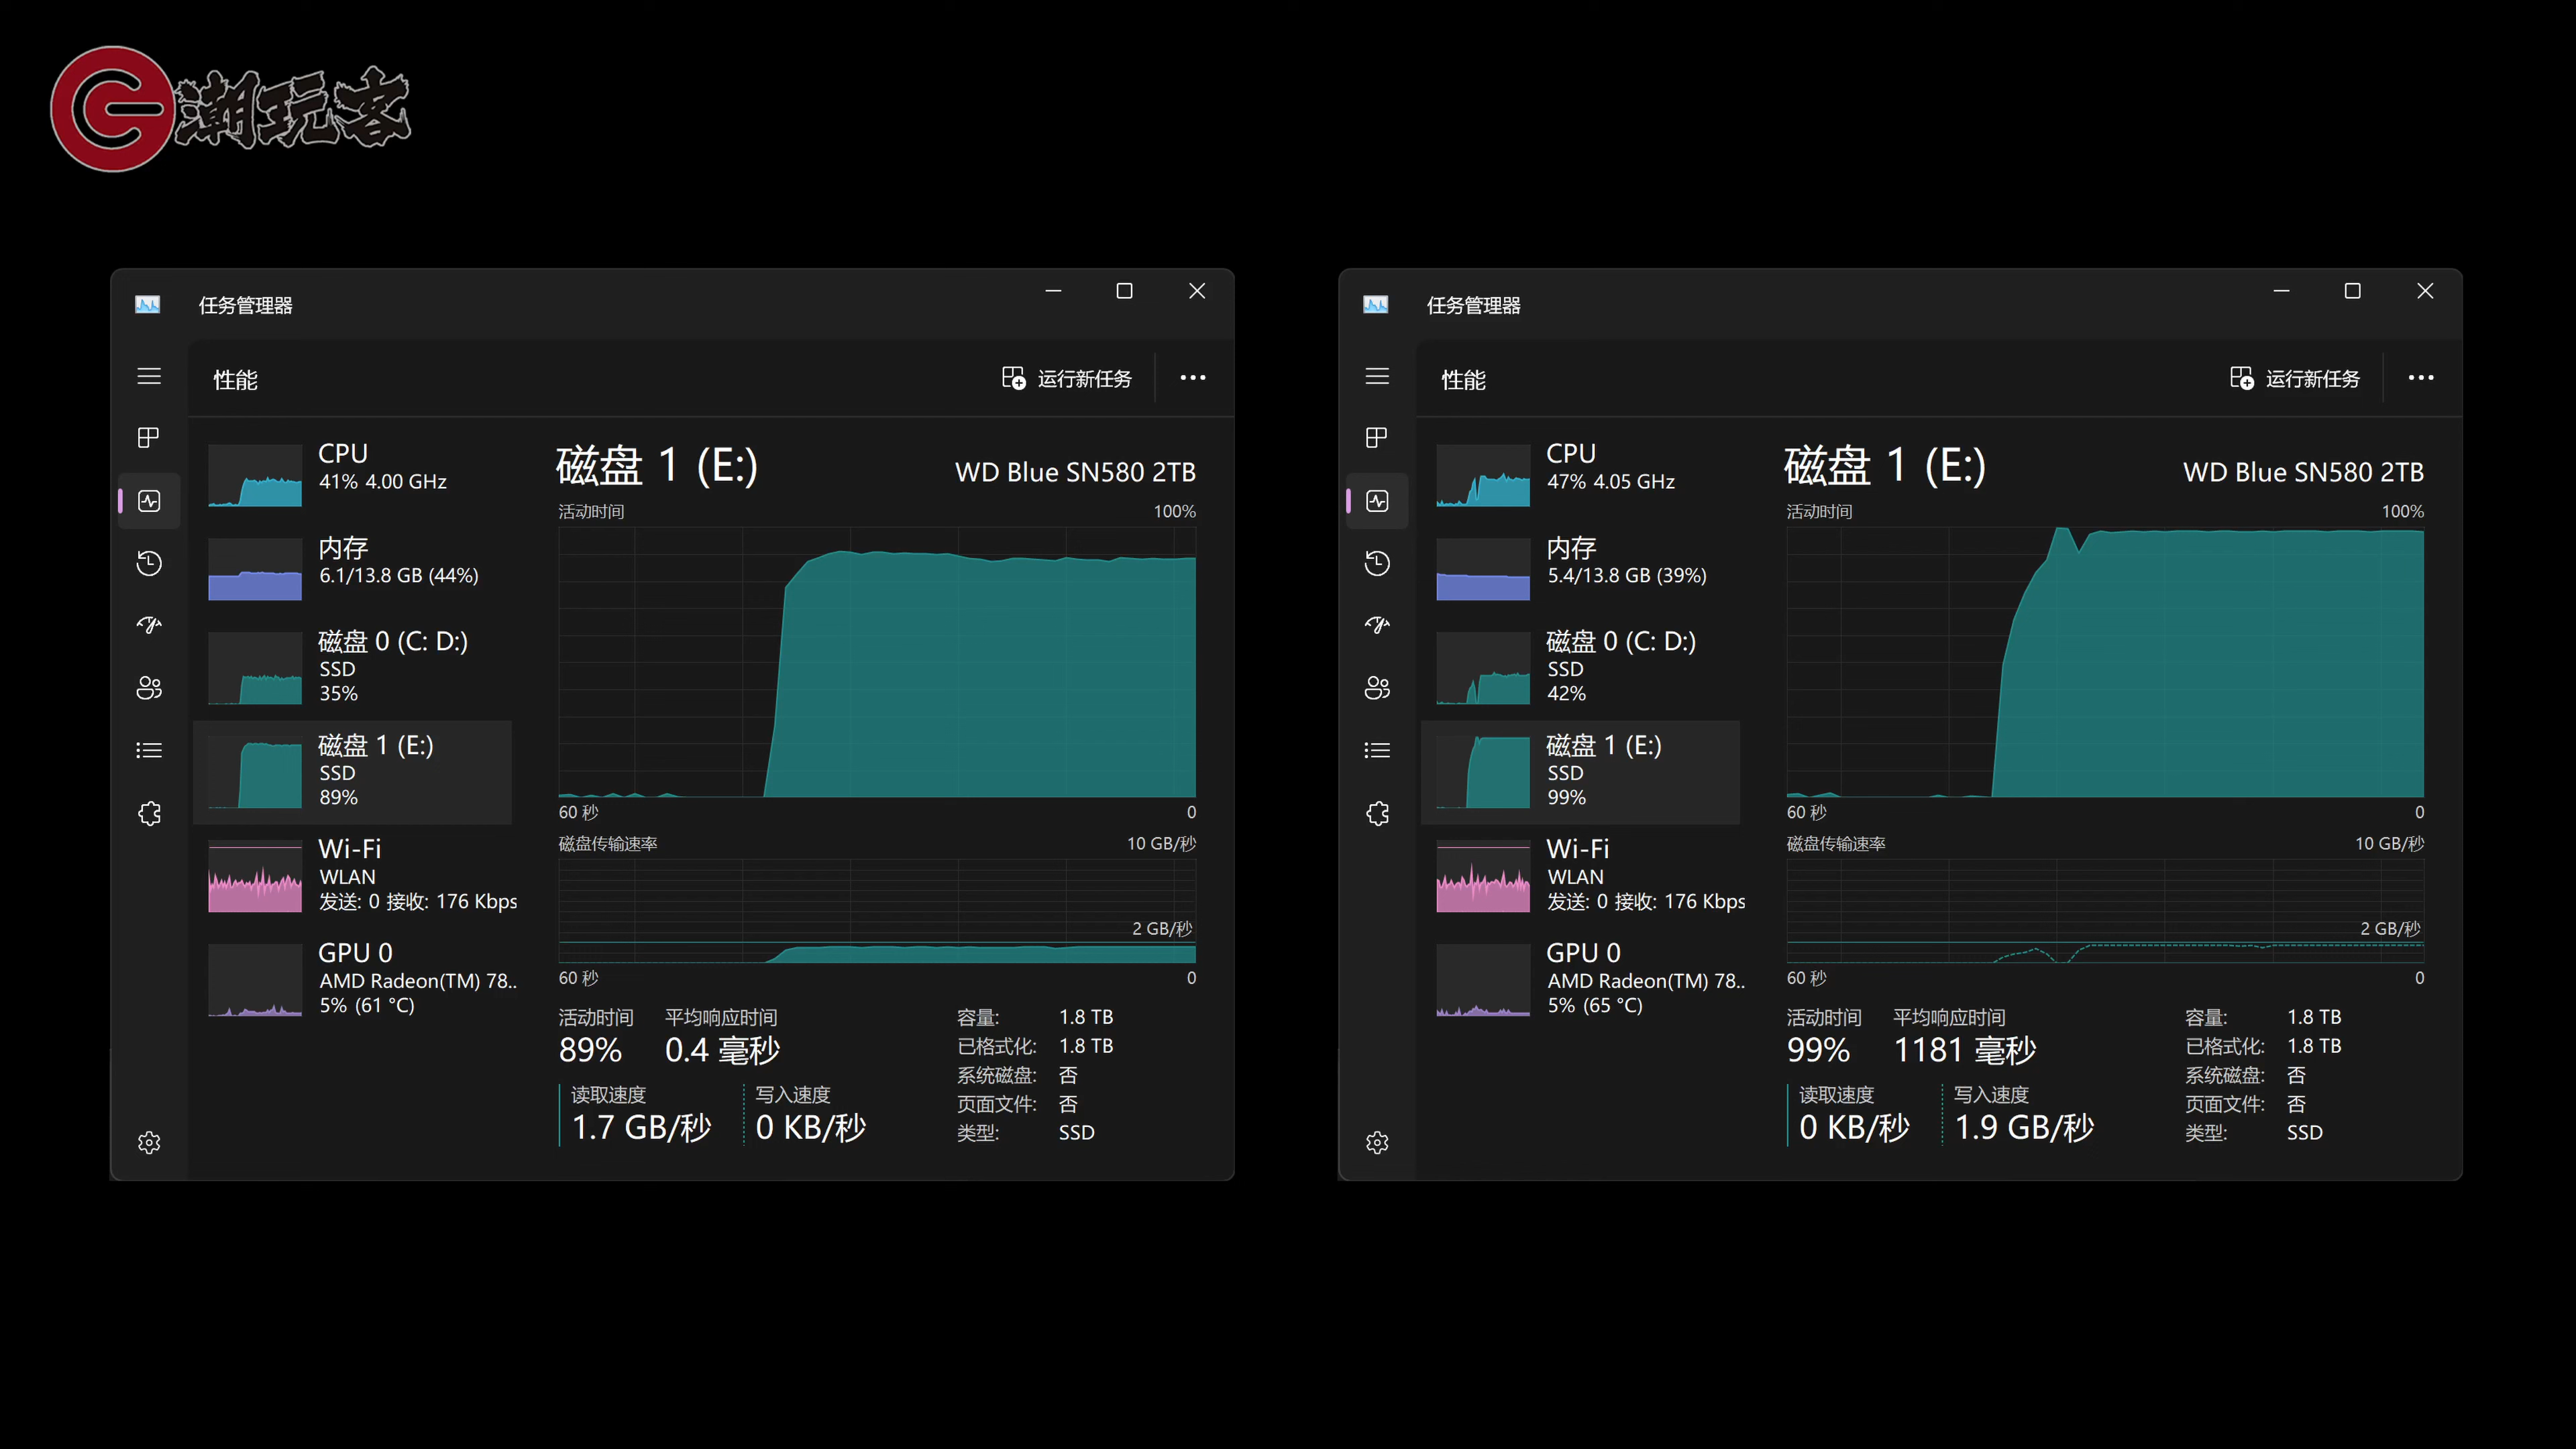 潮玩客
任务管理器
性能
运行新任务
CPU
41% 4.00 GHz
内存
6.1/13.8 GB (44%)
磁盘 0 (C: D:)
SSD
35%
磁盘 1 (E:)
SSD
89%
Wi-Fi
WLAN
发送: 0 接收: 176 Kbps
GPU 0
AMD Radeon(TM) 78...
5% (61 °C)
磁盘 1 (E:)
WD Blue SN580 2TB
活动时间
100%
60 秒
0
磁盘传输速率
10 GB/秒
2 GB/秒
60 秒
0
活动时间
89%
平均响应时间
0.4 毫秒
读取速度
1.7 GB/秒
写入速度
0 KB/秒
容量: 1.8 TB
已格式化: 1.8 TB
系统磁盘: 否
页面文件: 否
类型: SSD
任务管理器
性能
运行新任务
CPU
47% 4.05 GHz
内存
5.4/13.8 GB (39%)
磁盘 0 (C: D:)
SSD
42%
磁盘 1 (E:)
SSD
99%
Wi-Fi
WLAN
发送: 0 接收: 176 Kbps
GPU 0
AMD Radeon(TM) 78...
5% (65 °C)
磁盘 1 (E:)
WD Blue SN580 2TB
活动时间
100%
60 秒
0
磁盘传输速率
10 GB/秒
2 GB/秒
60 秒
0
活动时间
99%
平均响应时间
1181 毫秒
读取速度
0 KB/秒
写入速度
1.9 GB/秒
容量: 1.8 TB
已格式化: 1.8 TB
系统磁盘: 否
页面文件: 否
类型: SSD